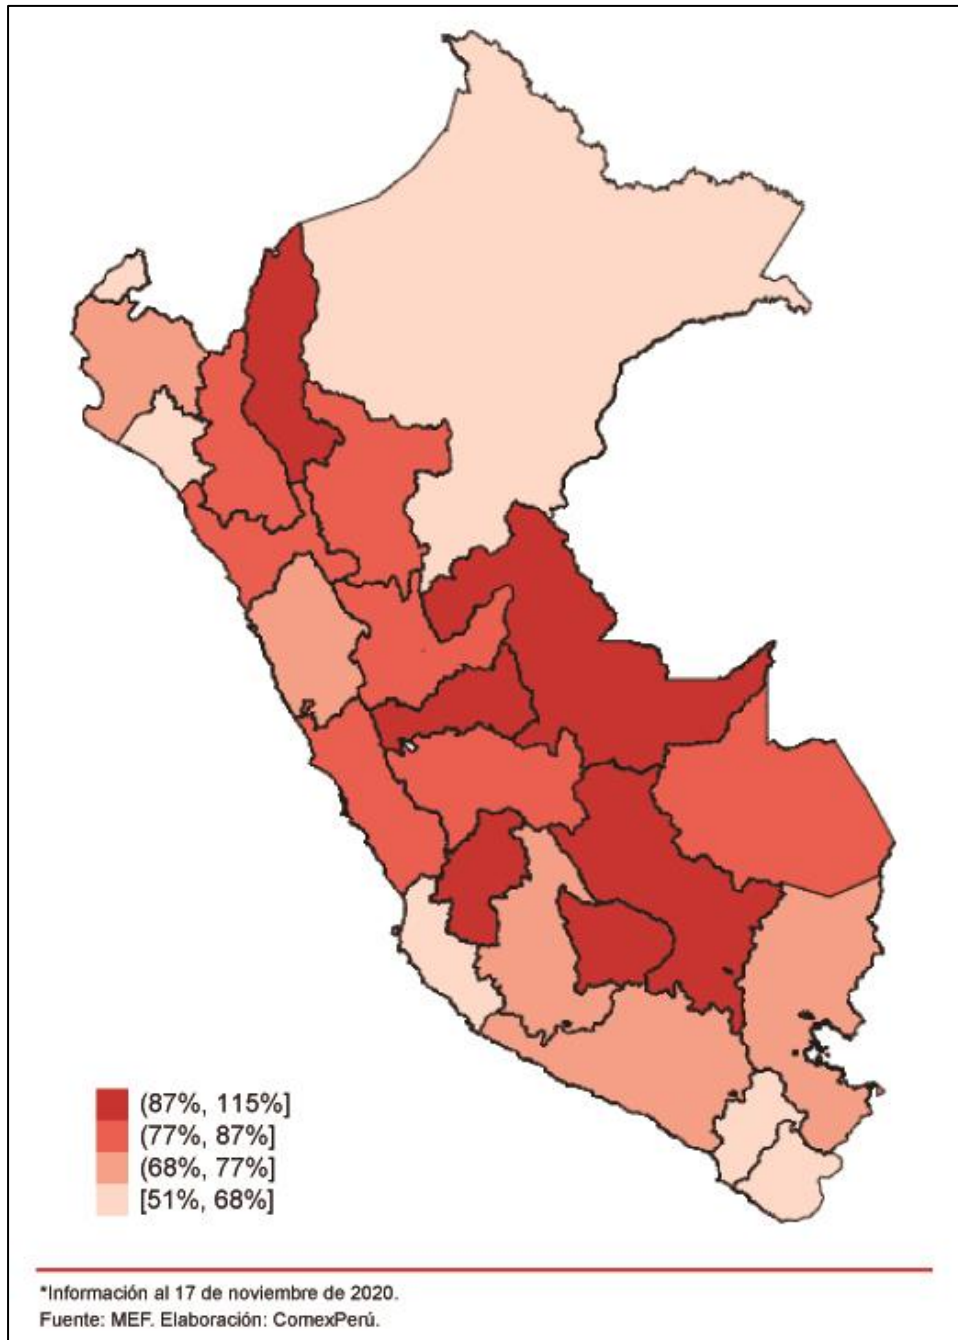 (87%, 115%]
(77%, 87%]
(68%, 77%]
[51%, 68%]
*Información al 17 de noviembre de 2020.
Fuente: MEF. Elaboración: ComexPerú.